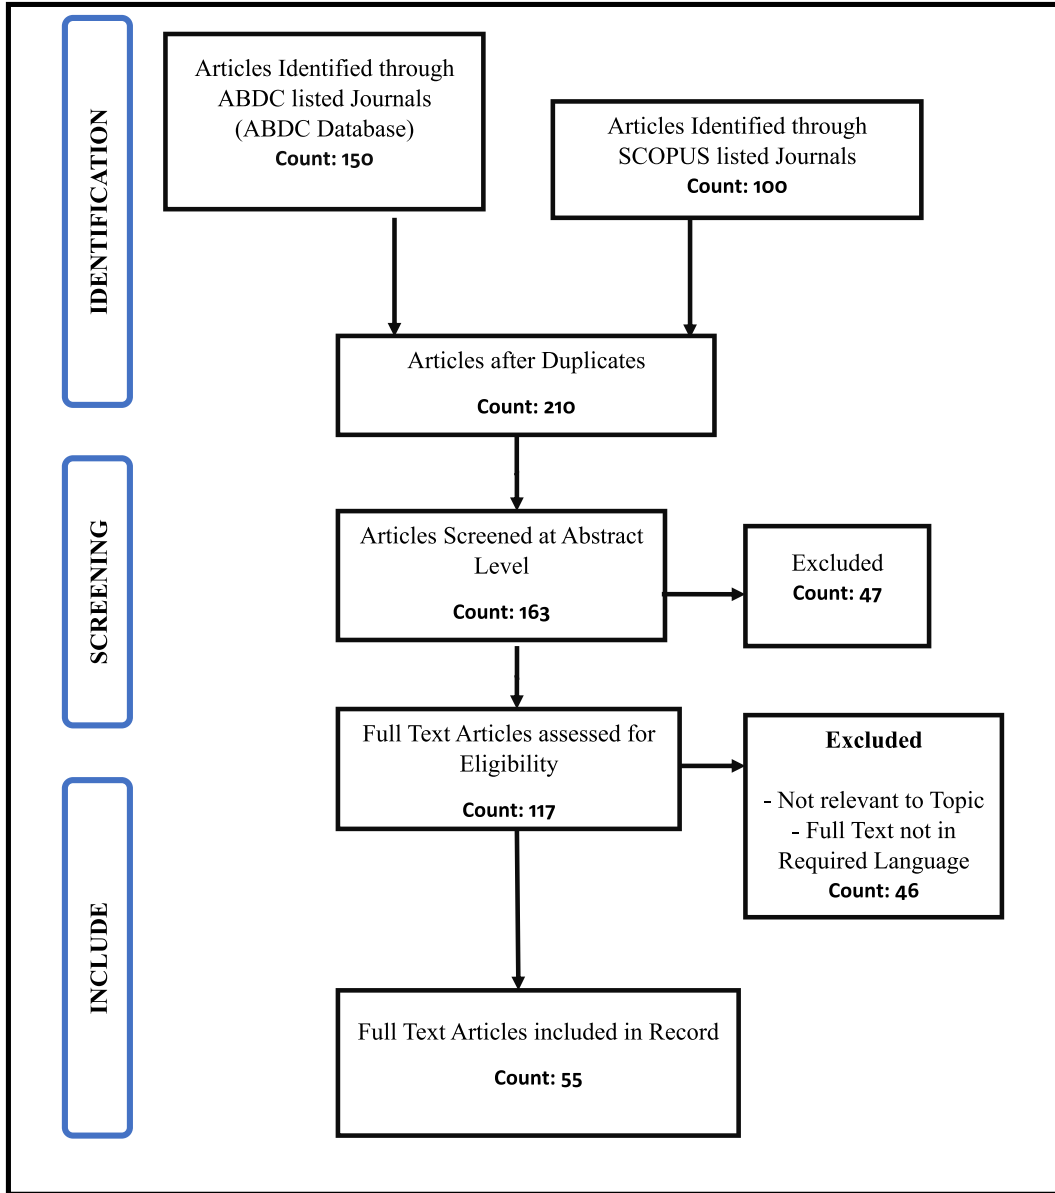 IDENTIFICATION
Articles Identified through
ABDC listed Journals
(ABDC Database)
Count: 150
Articles Identified through
SCOPUS listed Journals
Count: 100
Articles after Duplicates
Count: 210
SCREENING
Articles Screened at Abstract
Level
Count: 163
Excluded
Count: 47
Full Text Articles assessed for
Eligibility
Count: 117
Excluded
- Not relevant to Topic
- Full Text not in
Required Language
Count: 46
INCLUDE
Full Text Articles included in Record
Count: 55